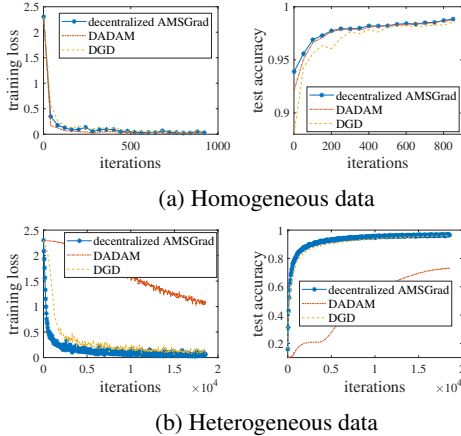 2.5
2
1.5
1
0.5
0
0 500 1000
training loss
iterations
decentralized AMSGrad
DADAM
DGD
1
0.95
0.9
0 200 400 600 800
test accuracy
iterations
decentralized AMSGrad
DADAM
DGD
(a) Homogeneous data
2.5
2
1.5
1
0.5
0
0 0.5 1 1.5 2
×10⁴
training loss
iterations
decentralized AMSGrad
DADAM
DGD
1
0.8
0.6
0.4
0.2
0 0.5 1 1.5 2
×10⁴
test accuracy
iterations
decentralized AMSGrad
DADAM
DGD
(b) Heterogeneous data